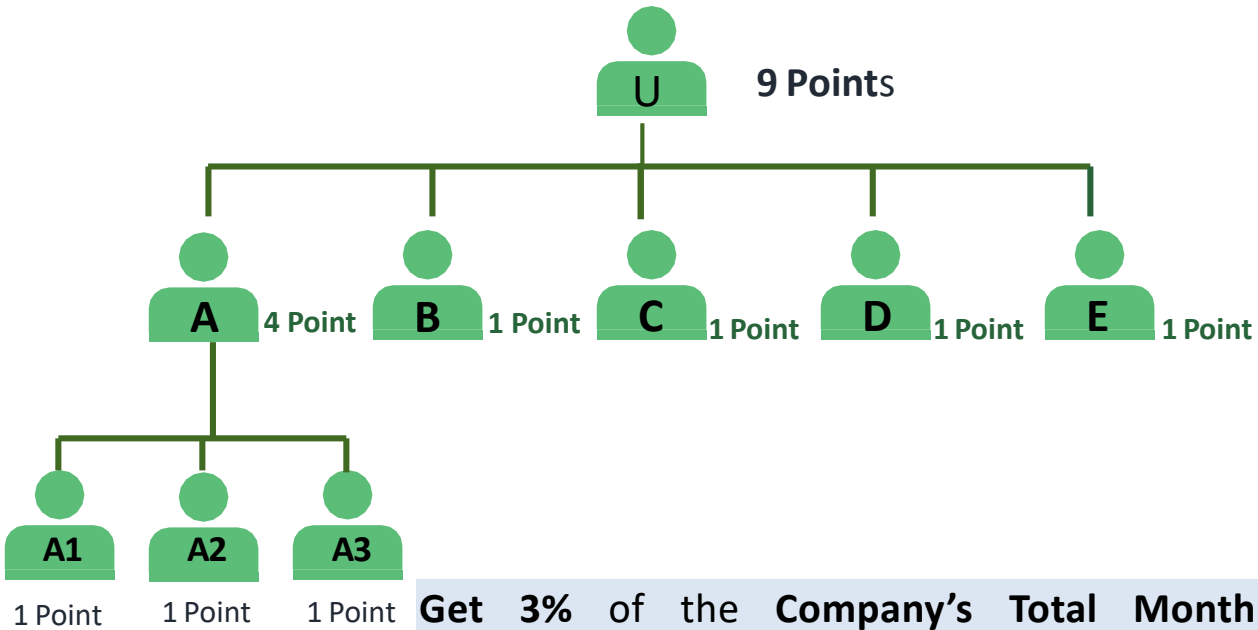 U
9 Points
A
4 Point
B
1 Point
C
1 Point
D
1 Point
E
1 Point
A1
A2
A3
1 Point
1 Point
1 Point
Get 3% of the Company's Total Month